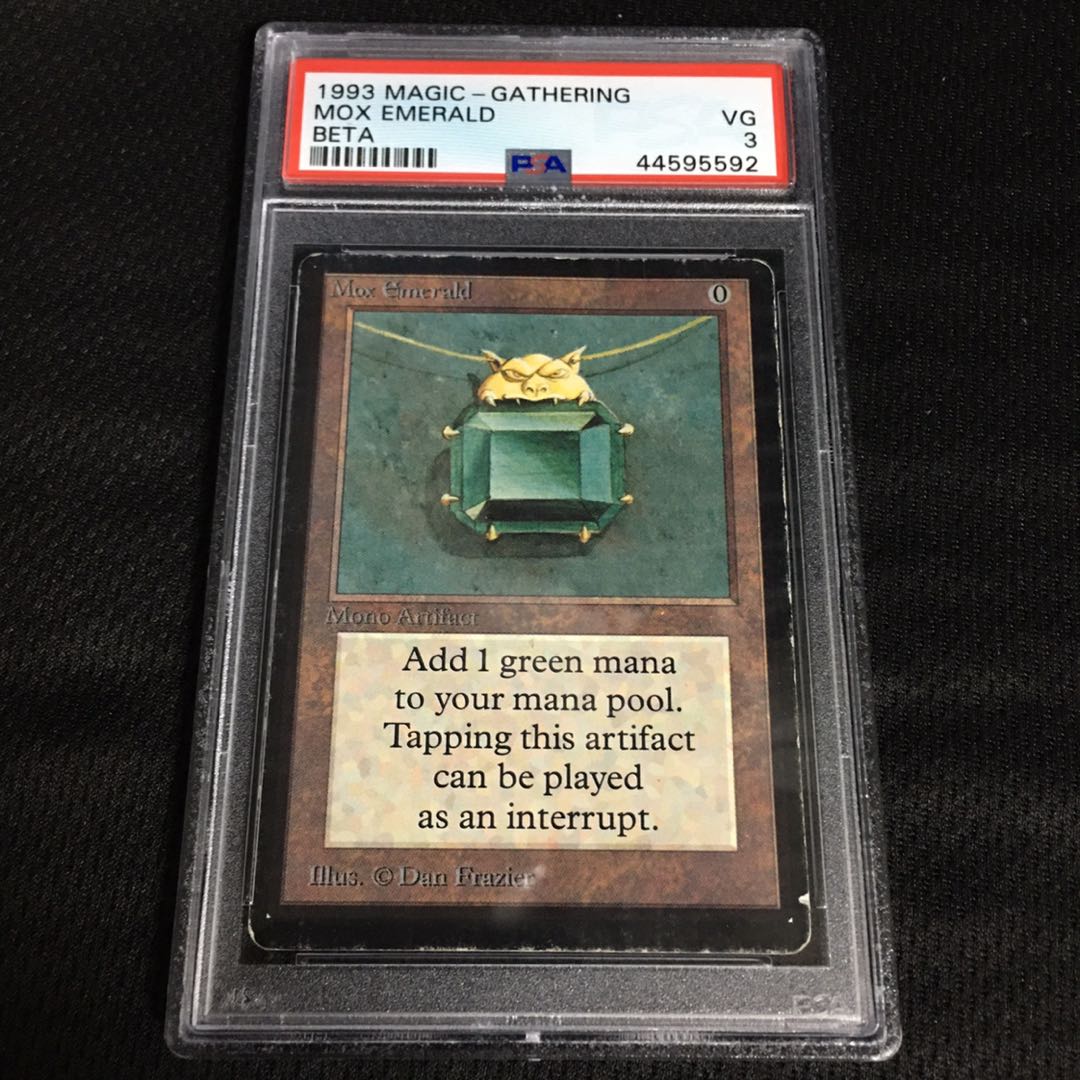 1993 MAGIC – GATHERING
MOX EMERALD VG
BETA 3
PSA 44595592
Mox Emerald 0
Mono Artifact
Add 1 green mana
to your mana pool.
Tapping this artifact
can be played
as an interrupt.
Illus. © Dan Frazier
PSA